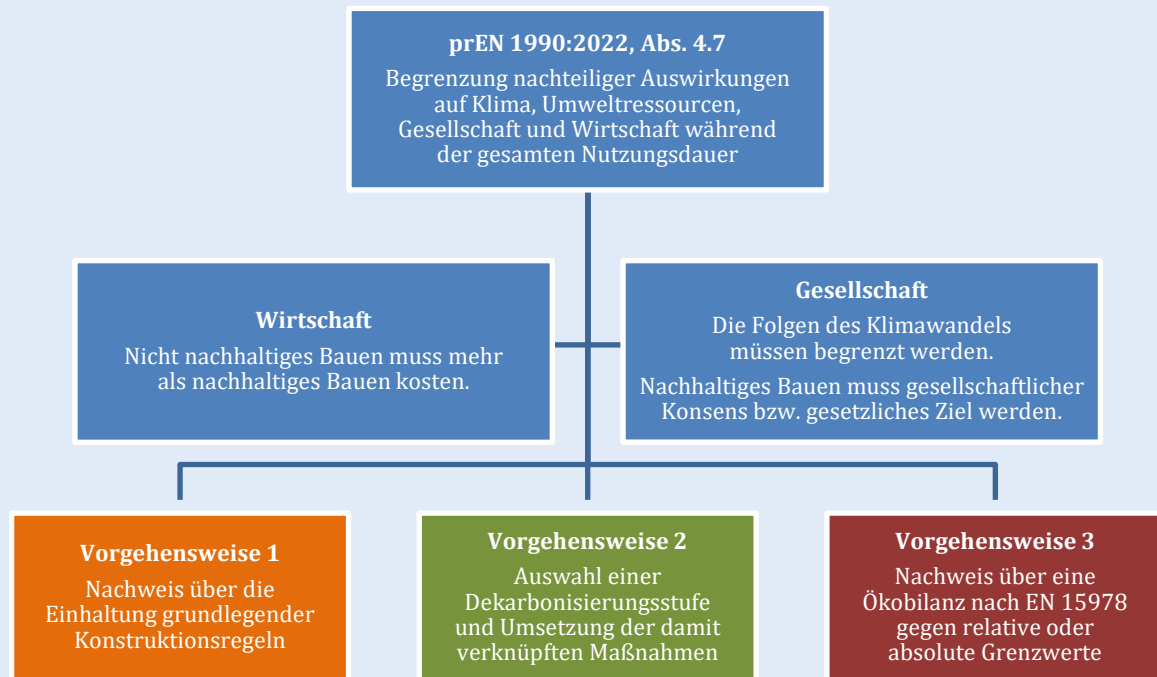 prEN 1990:2022, Abs. 4.7
Begrenzung nachteiliger Auswirkungen
auf Klima, Umweltressourcen,
Gesellschaft und Wirtschaft während
der gesamten Nutzungsdauer
Wirtschaft
Nicht nachhaltiges Bauen muss mehr
als nachhaltiges Bauen kosten.
Gesellschaft
Die Folgen des Klimawandels
müssen begrenzt werden.
Nachhaltiges Bauen muss gesellschaftlicher
Konsens bzw. gesetzliches Ziel werden.
Vorgehensweise 1
Nachweis über die
Einhaltung grundlegender
Konstruktionsregeln
Vorgehensweise 2
Auswahl einer
Dekarbonisierungsstufe
und Umsetzung der damit
verknüpften Maßnahmen
Vorgehensweise 3
Nachweis über eine
Ökobilanz nach EN 15978
gegen relative oder
absolute Grenzwerte